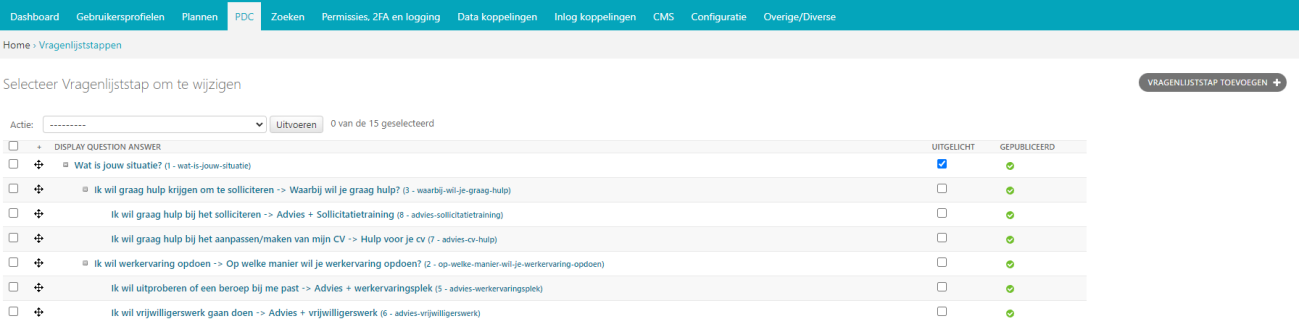 Dashboard Gebruikersprofielen Plannen PDC Zoeken Permissies, 2FA en logging Data koppelingen Inlog koppelingen CMS Configuratie Overige/Diverse
Home › Vragenlijststappen
Selecteer Vragenlijststap om te wijzigen
VRAGENLIJSTSTAP TOEVOEGEN +
Actie: --------- Uitvoeren 0 van de 15 geselecteerd
+ DISPLAY QUESTION ANSWER UITGELICHT GEPUBLICEERD
Wat is jouw situatie? (1 - wat-is-jouw-situatie)
Ik wil graag hulp krijgen om te solliciteren -> Waarbij wil je graag hulp? (3 - waarbij-wil-je-graag-hulp)
Ik wil graag hulp bij het solliciteren -> Advies + Sollicitatietraining (8 - advies-sollicitatietraining)
Ik wil graag hulp bij het aanpassen/maken van mijn CV -> Hulp voor je cv (7 - advies-cv-hulp)
Ik wil werkervaring opdoen -> Op welke manier wil je werkervaring opdoen? (2 - op-welke-manier-wil-je-werkervaring-opdoen)
Ik wil uitproberen of een beroep bij me past -> Advies + werkervaringsplek (5 - advies-werkervaringsplek)
Ik wil vrijwilligerswerk gaan doen -> Advies + vrijwilligerswerk (6 - advies-vrijwilligerswerk)